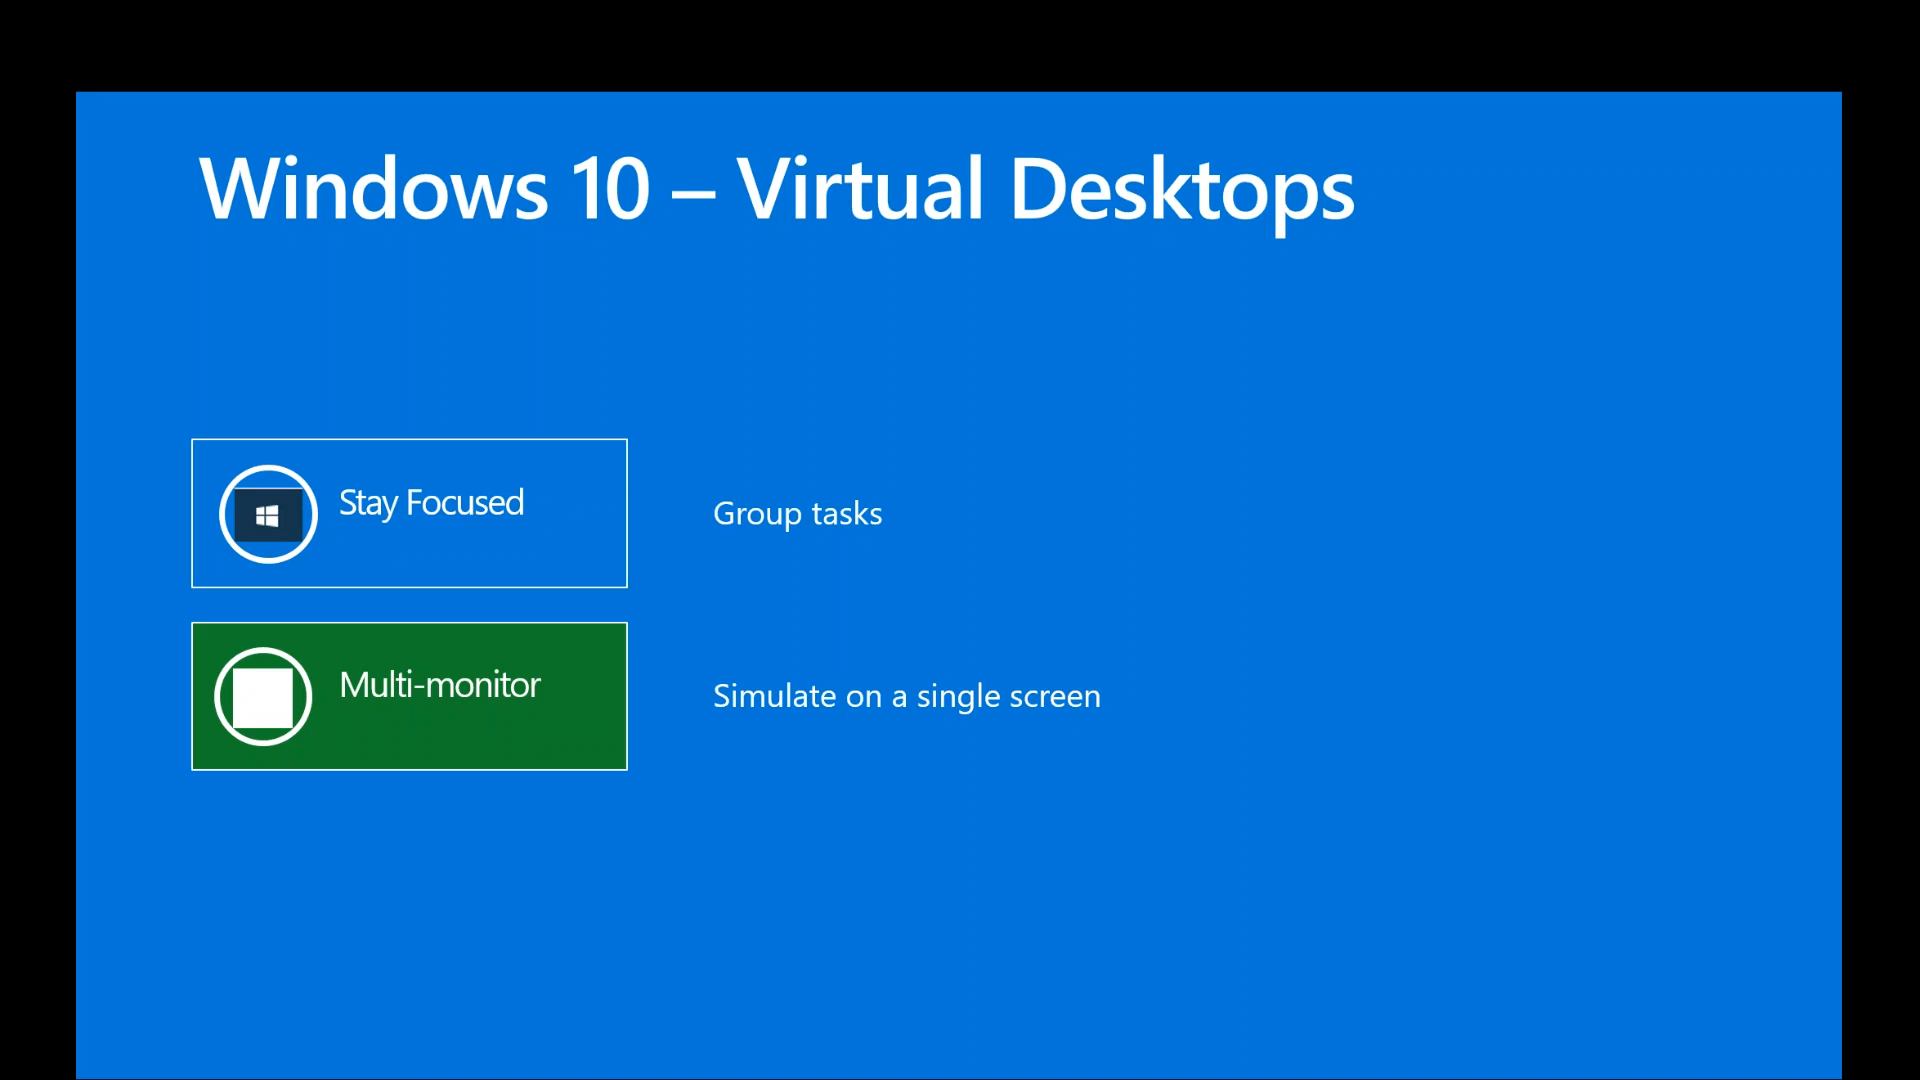 Windows 10 – Virtual Desktops
Stay Focused
Group tasks
Multi-monitor
Simulate on a single screen